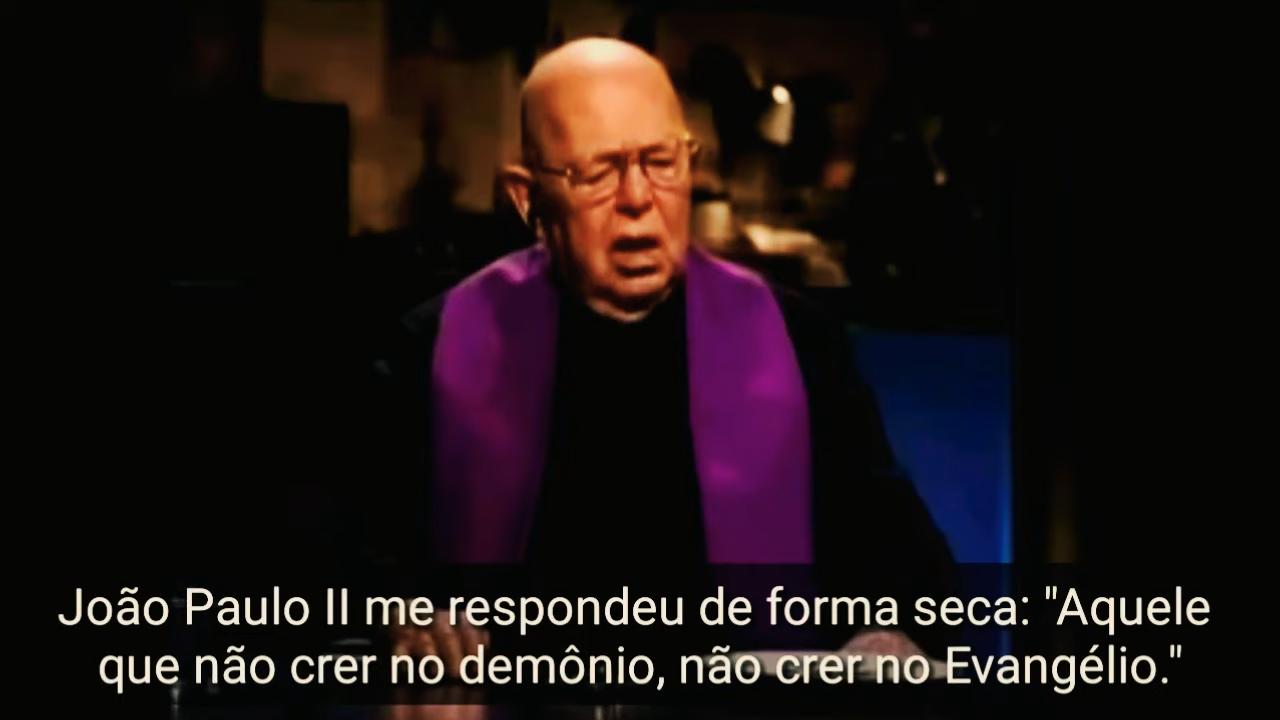 João Paulo II me respondeu de forma seca: "Aquele
que não crer no demônio, não crer no Evangélio."